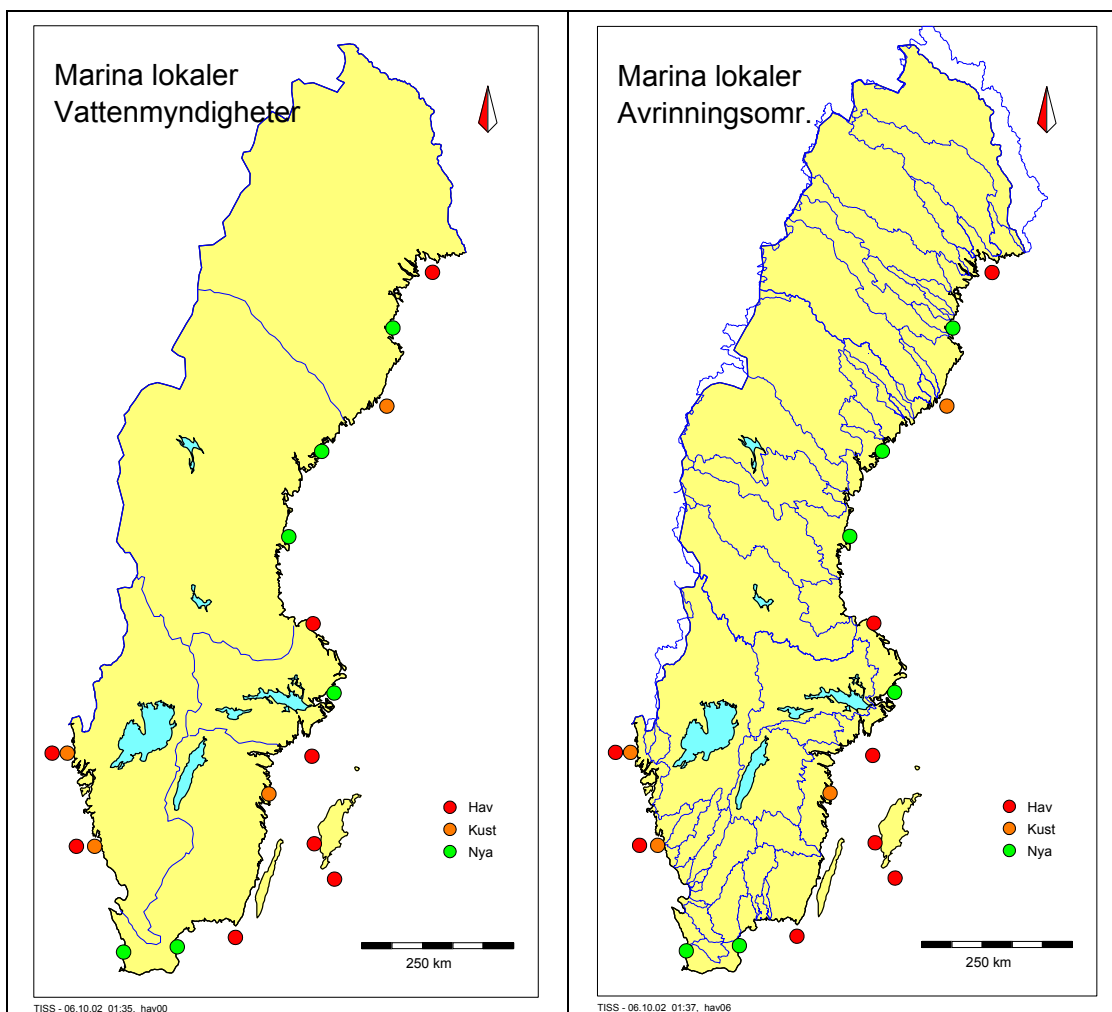 Marina lokaler
Vattenmyndigheter
Hav
Kust
Nya
250 km
TISS - 06.10.02 01:35, hav00
Marina lokaler
Avrinningsomr.
Hav
Kust
Nya
250 km
TISS - 06.10.02 01:37, hav06